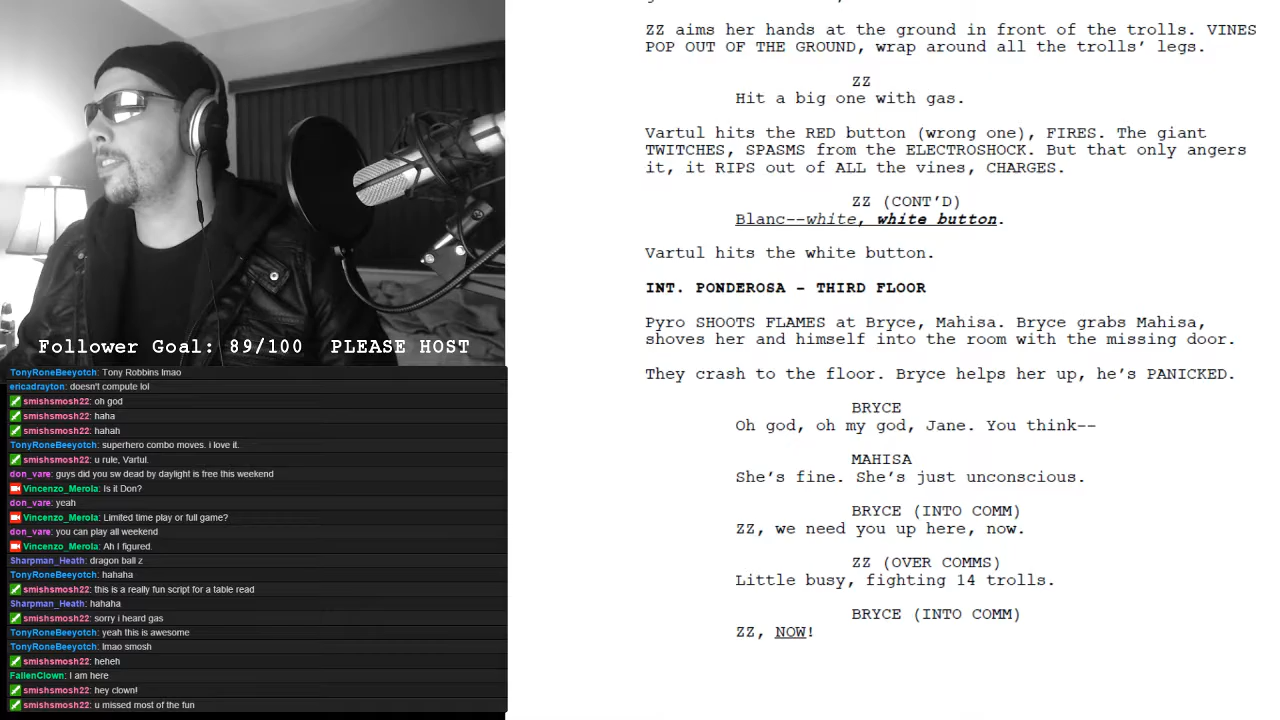 Follower Goal: 89/100 PLEASE HOST
TonyRoneBeeyotch: Tony Robbins lmao
ericadrayton: doesn't compute lol
smishsmosh22: oh god
smishsmosh22: haha
smishsmosh22: hahah
TonyRoneBeeyotch: superhero combo moves. i love it.
smishsmosh22: u rule, Vartul.
don_vare: guys did you sw dead by daylight is free this weekend
Vincenzo_Merola: Is it Don?
don_vare: yeah
Vincenzo_Merola: Limited time play or full game?
don_vare: you can play all weekend
Vincenzo_Merola: Ah I figured.
Sharpman_Heath: dragon ball z
TonyRoneBeeyotch: hahaha
smishsmosh22: this is a really fun script for a table read
Sharpman_Heath: hahaha
smishsmosh22: sorry i heard gas
TonyRoneBeeyotch: yeah this is awesome
TonyRoneBeeyotch: lmao smosh
smishsmosh22: heheh
FallenClown: I am here
smishsmosh22: hey clown!
smishsmosh22: u missed most of the fun
ZZ aims her hands at the ground in front of the trolls. VINES
POP OUT OF THE GROUND, wrap around all the trolls' legs.
ZZ
Hit a big one with gas.
Vartul hits the RED button (wrong one), FIRES. The giant
TWITCHES, SPASMS from the ELECTROSHOCK. But that only angers
it, it RIPS out of ALL the vines, CHARGES.
ZZ (CONT'D)
Blanc--white, white button.
Vartul hits the white button.
INT. PONDEROSA - THIRD FLOOR
Pyro SHOOTS FLAMES at Bryce, Mahisa. Bryce grabs Mahisa,
shoves her and himself into the room with the missing door.
They crash to the floor. Bryce helps her up, he's PANICKED.
BRYCE
Oh god, oh my god, Jane. You think--
MAHISA
She's fine. She's just unconscious.
BRYCE (INTO COMM)
ZZ, we need you up here, now.
ZZ (OVER COMMS)
Little busy, fighting 14 trolls.
BRYCE (INTO COMM)
ZZ, NOW!